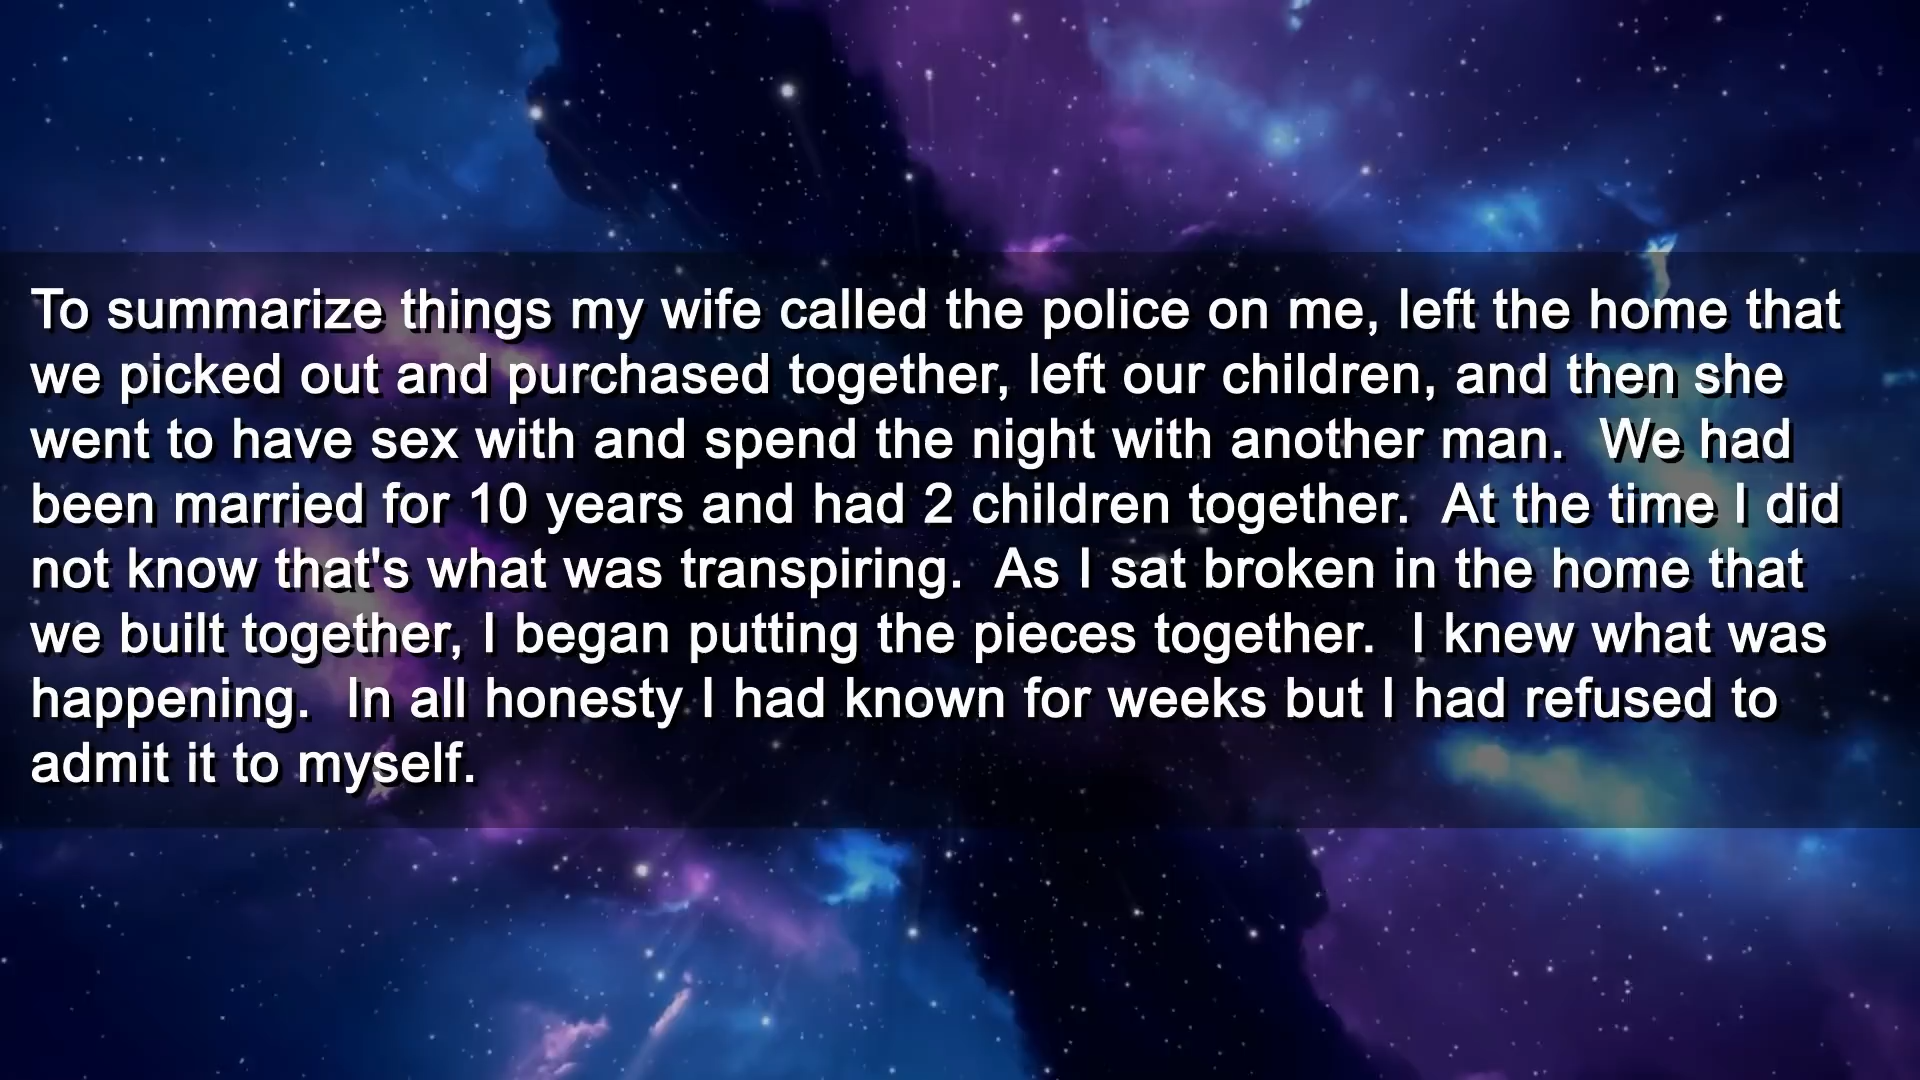 To summarize things my wife called the police on me, left the home that
we picked out and purchased together, left our children, and then she
went to have sex with and spend the night with another man.  We had
been married for 10 years and had 2 children together.  At the time I did
not know that's what was transpiring.  As I sat broken in the home that
we built together, I began putting the pieces together.  I knew what was
happening.  In all honesty I had known for weeks but I had refused to
admit it to myself.